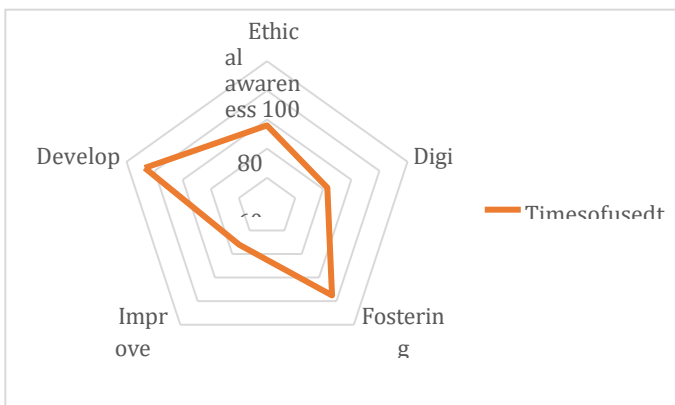 Ethic
al
awaren
ess 100
80
Develop
Digi
Timesofusedt
Impr
ove
Fosterin
g